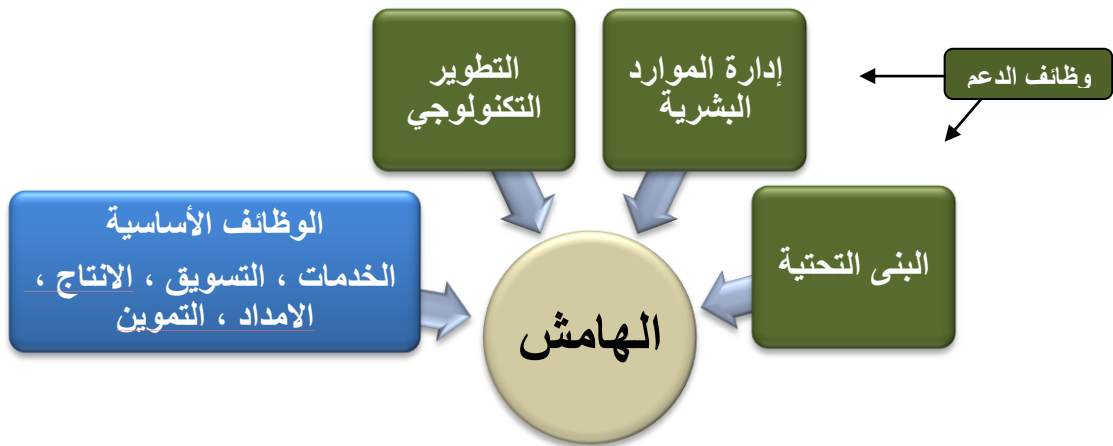 وظائف الدعم
إدارة الموارد
البشرية
التطوير
التكنولوجي
البنى التحتية
الوظائف الأساسية
الخدمات ، التسويق ، الانتاج ،
الامداد ، التموين
الهامش